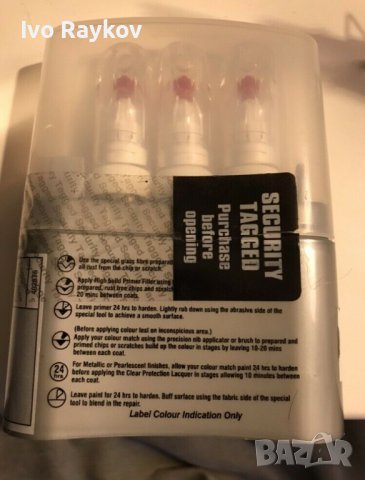 Ivo Raykov
SECURITY
TAGGED
Purchase
before
opening
Use the special glass fibre
all rust from the chip or scratch.
Apply High build Primer Filler using
prepared, rust free chips and
20 mins between coats.
Leave primer 24 hrs to harden. Lightly rub down using the abrasive side of the
special tool to achieve a smooth surface.
(Before applying colour test on inconspicuous area.)
Apply your colour match using the precision nib applicator or brush to prepared and
primed chips or scratches build up the colour in stages by leaving 10-20 mins
between each coat.
24
hrs
For Metallic or Pearlescent finishes, allow your colour match paint 24 hrs to harden
before applying the Clear Protection Lacquer in stages allowing 10 minutes between
each coat.
Leave paint for 24 hrs to harden. Buff surface using the fabric side of the special
tool to blend in the repair.
Label Colour Indication Only
BAZAR